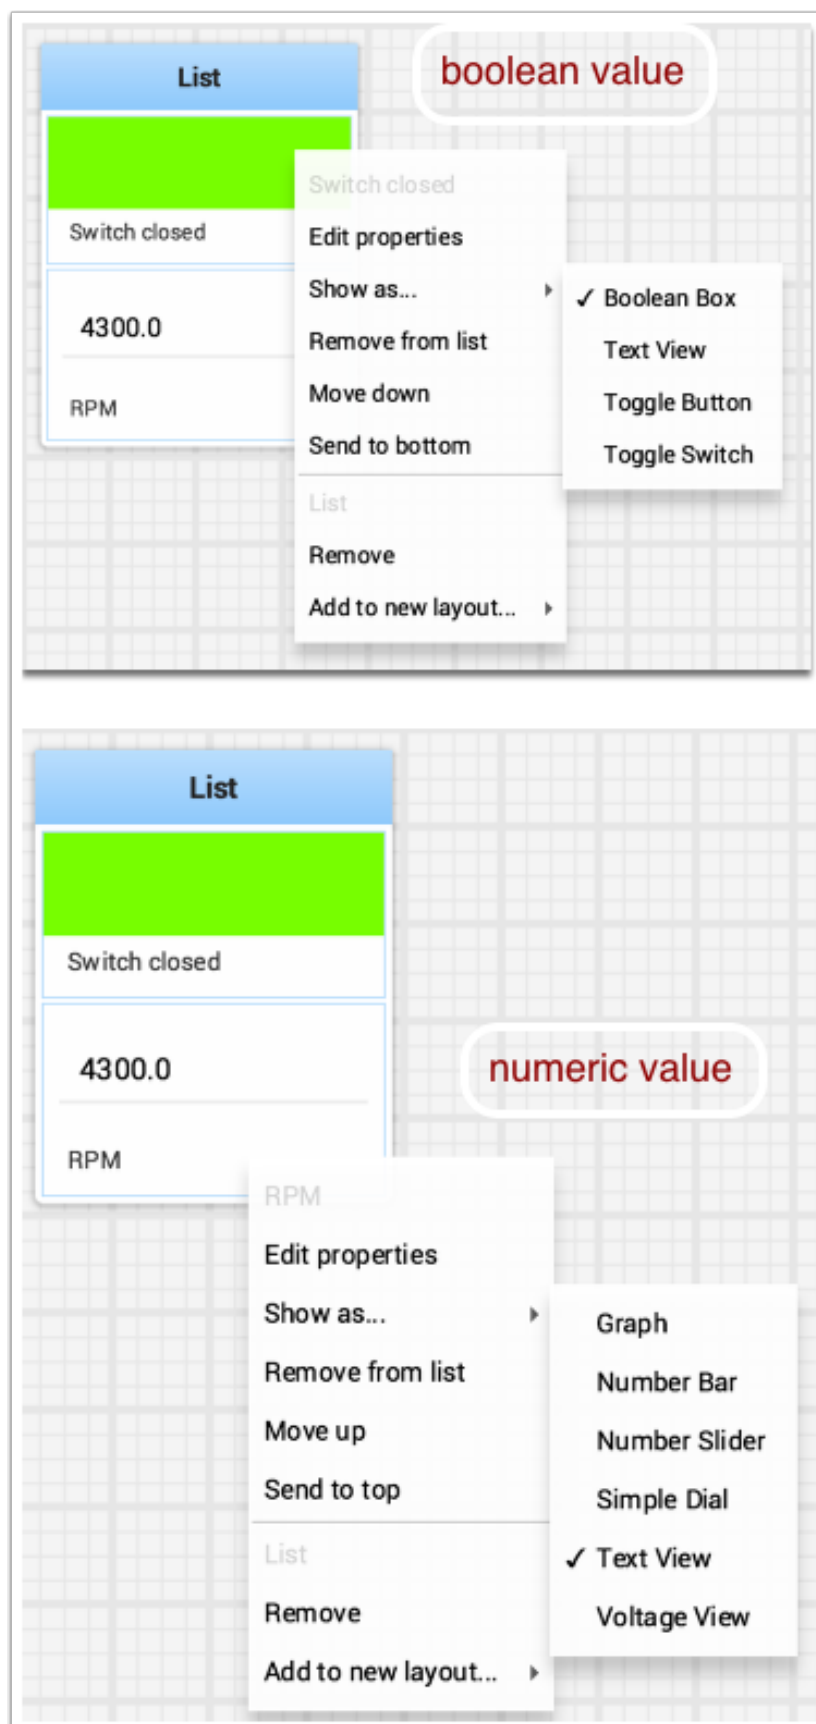 List
boolean value
Switch closed
4300.0
RPM
Switch closed
Edit properties
Show as...
Remove from list
Move down
Send to bottom
List
Remove
Add to new layout...
✓ Boolean Box
Text View
Toggle Button
Toggle Switch
List
Switch closed
4300.0
RPM
numeric value
RPM
Edit properties
Show as...
Remove from list
Move up
Send to top
List
Remove
Add to new layout...
Graph
Number Bar
Number Slider
Simple Dial
✓ Text View
Voltage View